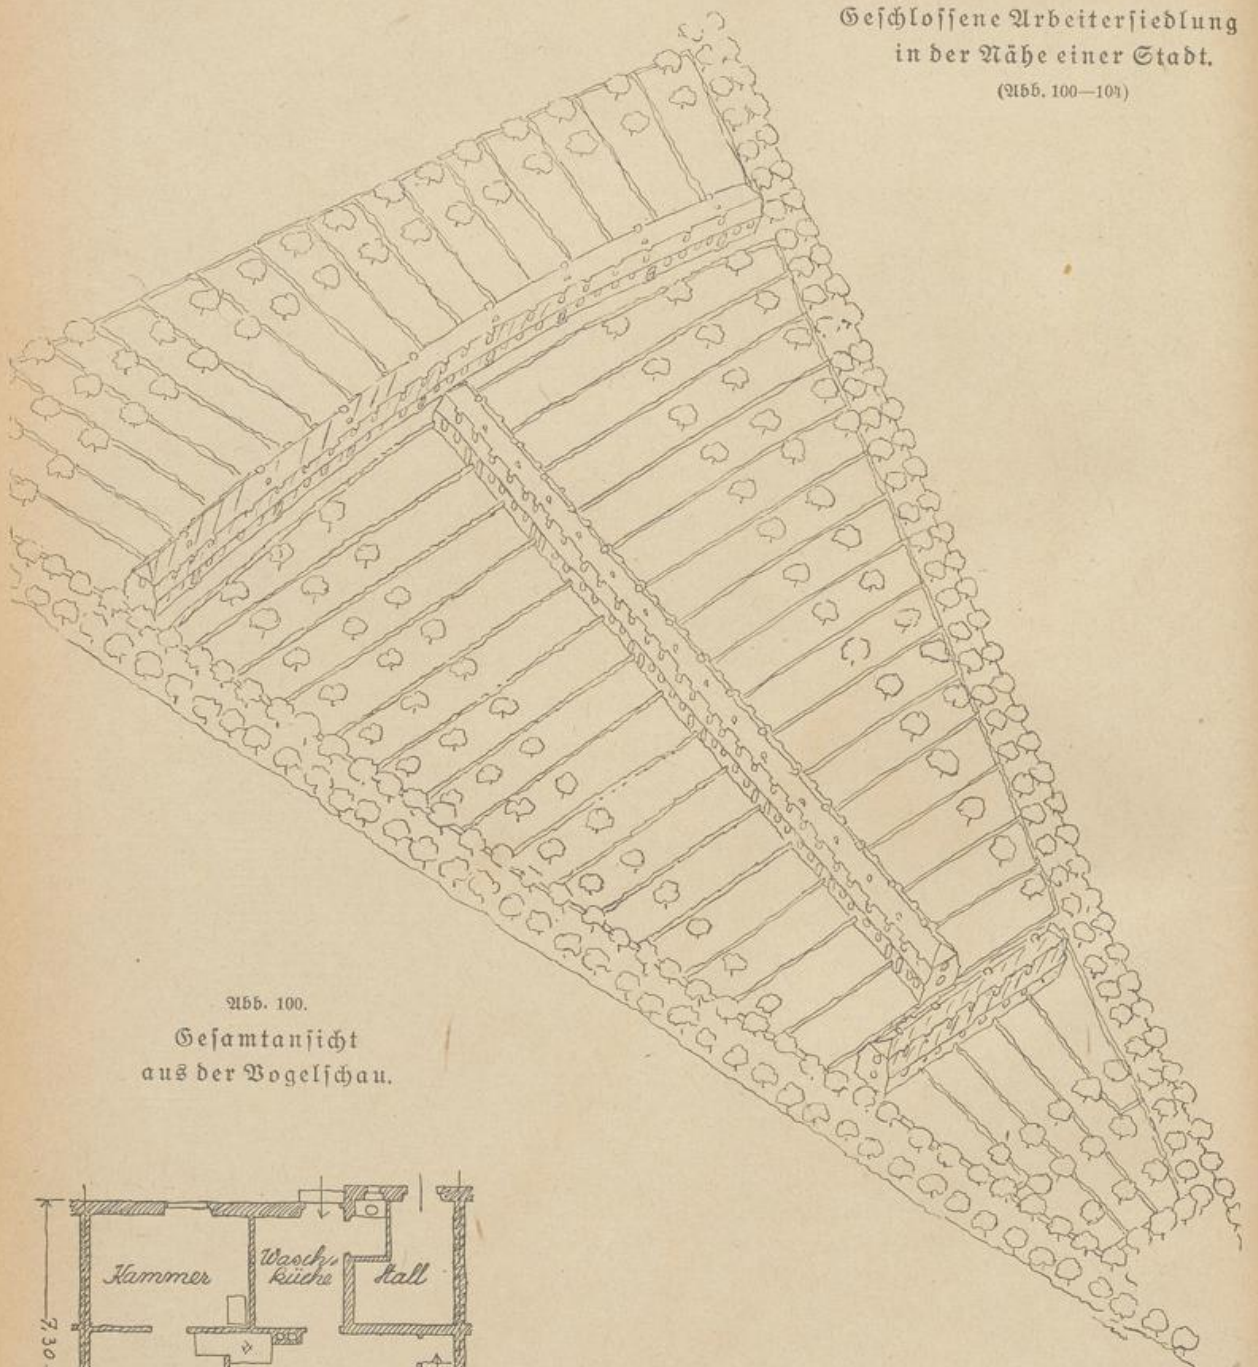 Geschlossene Arbeitersiedlung
in der Nähe einer Stadt.
(Abb. 100—104)
Abb. 100.
Gesamtansicht
aus der Vogelschau.
Kammer
Wasch-
küche
Stall
7.30